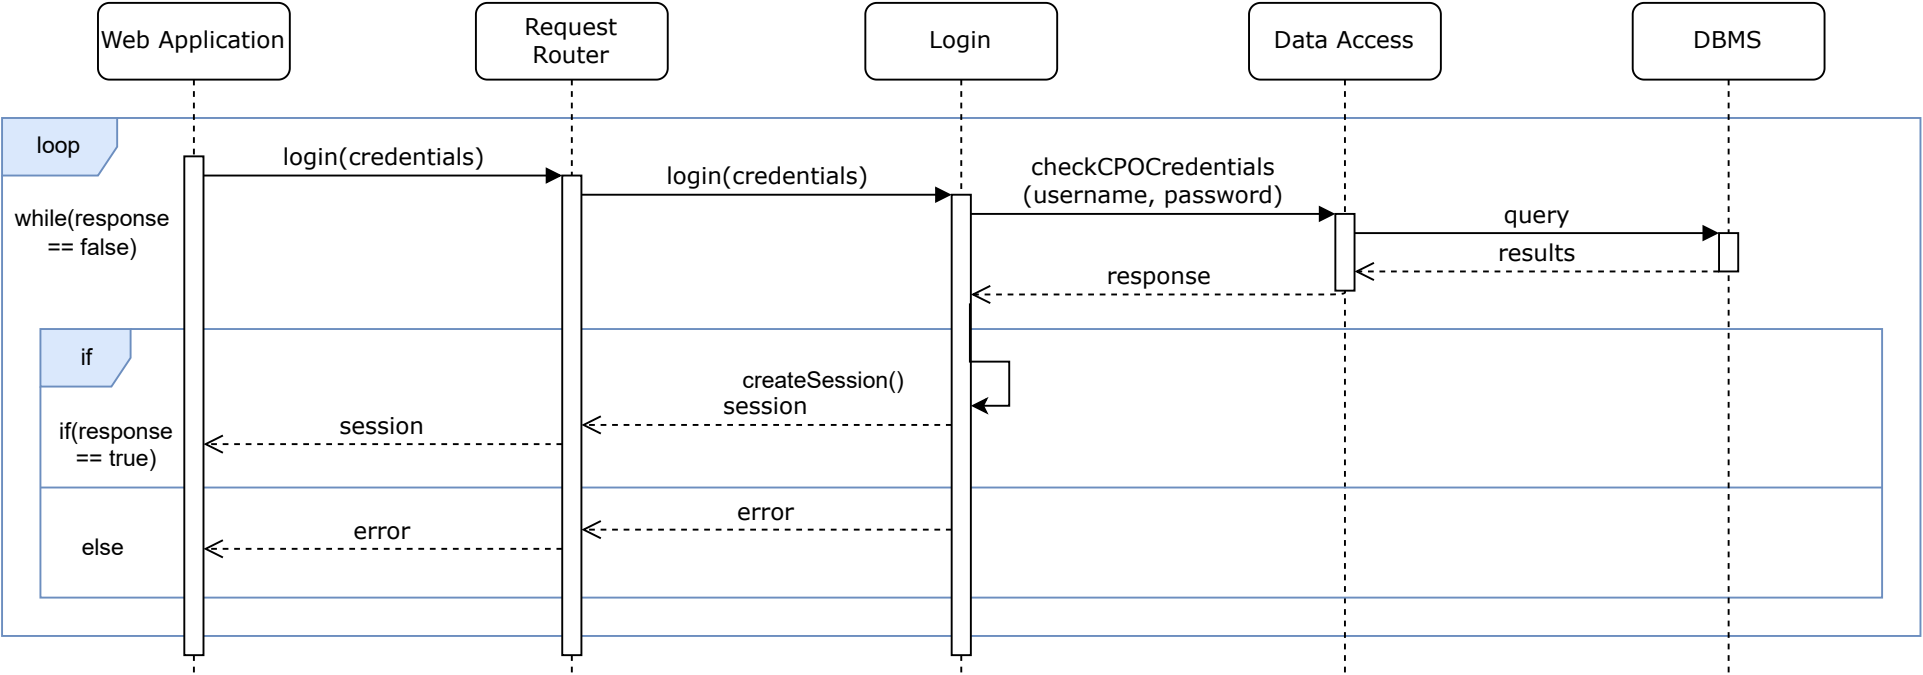 Web Application
Request
Router
Login
Data Access
DBMS
loop
while(response
== false)
login(credentials)
login(credentials)
checkCPOCredentials
(username, password)
query
results
response
if
if(response
== true)
createSession()
session
session
else
error
error